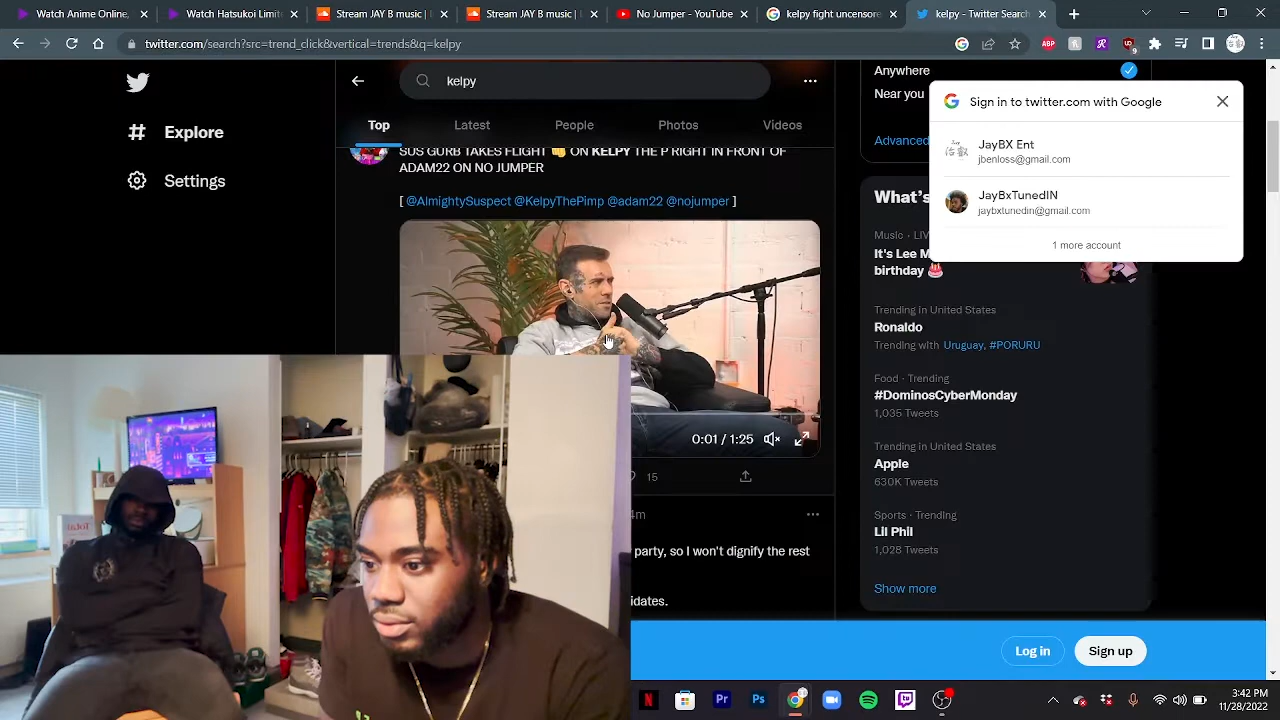 Watch Anime Online,
Watch Hatsukoi Limite
Stream JAY B music |
Stream JAY B music |
No Jumper - YouTube
kelpy fight uncensore
kelpy - Twitter Search
twitter.com/search?src=trend_click&vertical=trends&q=kelpy
ABP
9
kelpy
Explore
Settings
Top
Latest
People
Photos
Videos
SUS GURB TAKES FLIGHT 👋 ON KELPY THE P RIGHT IN FRONT OF
ADAM22 ON NO JUMPER
[ @AlmightySuspect @KelpyThePimp @adam22 @nojumper ]
0:01 / 1:25
15
4m
party, so I won't dignify the rest
idates.
Anywhere
Near you
Advanced
Sign in to twitter.com with Google
JayBX Ent
jbenloss@gmail.com
JayBxTunedIN
jaybxtunedin@gmail.com
1 more account
What's
Music · LIV
It's Lee M
birthday 🎂
Trending in United States
Ronaldo
Trending with Uruguay, #PORURU
Food · Trending
#DominosCyberMonday
1,035 Tweets
Trending in United States
Apple
630K Tweets
Sports · Trending
Lil Phil
1,028 Tweets
Show more
Log in
Sign up
N
Pr
Ps
3:42 PM
11/28/2022